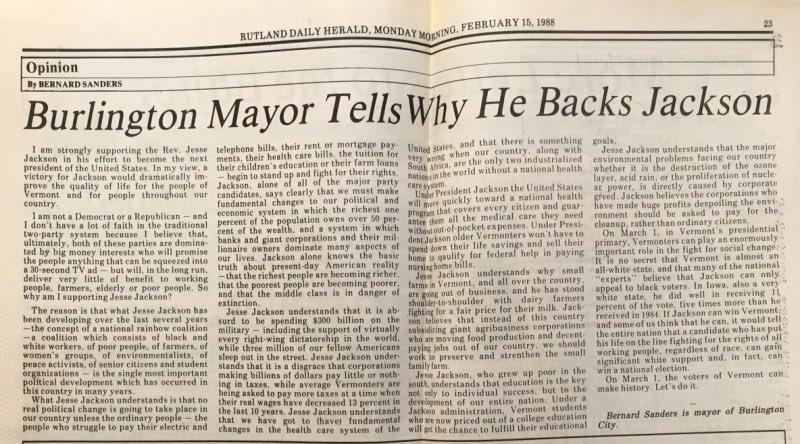 RUTLAND DAILY HERALD, MONDAY MORNING, FEBRUARY 15, 1988
23
Opinion
By BERNARD SANDERS
Burlington Mayor Tells Why He Backs Jackson
I am strongly supporting the Rev. Jesse
Jackson in his effort to become the next
president of the United States. In my view, a
victory for Jackson would dramatically im-
prove the quality of life for the people of
Vermont and for people throughout our
country.
I am not a Democrat or a Republican — and
I don't have a lot of faith in the traditional
two-party system because I believe that,
ultimately, both of these parties are domina-
ted by big money interests who will promise
the people anything that can be squeezed into
a 30-second TV ad — but will, in the long run,
deliver very little of benefit to working
people, farmers, elderly or poor people. So
why am I supporting Jesse Jackson?
The reason is that what Jesse Jackson has
been developing over the last several years
—the concept of a national rainbow coalition
—a coalition which consists of black and
white workers, of poor people, of farmers, of
women's groups, of environmentalists, of
peace activists, of senior citizens and student
organizations — is the single most important
political development which has occurred in
this country in many years.
What Jesse Jackson understands is that no
real political change is going to take place in
our country unless the ordinary people — the
people who struggle to pay their electric and
telephone bills, their rent or mortgage pay-
ments, their health care bills, the tuition for
their children's education or their farm loans
— begin to stand up and fight for their rights.
Jackson, alone of all of the major party
candidates, says clearly that we must make
fundamental changes to our political and
economic system in which the richest one
percent of the population owns over 50 per-
cent of the wealth, and a system in which
banks and giant corporations and their mil-
lionaire owners dominate many aspects of
our lives. Jackson alone knows the basic
truth about present-day American reality
—that the richest people are becoming richer,
that the poorest people are becoming poorer,
and that the middle class is in danger of
extinction.
Jesse Jackson understands that it is ab-
surd to be spending $300 billion on the
military — including the support of virtually
every right-wing dictatorship in the world,
while three million of our fellow Americans
sleep out in the street. Jesse Jackson under-
stands that it is a disgrace that corporations
making billions of dollars pay little or noth-
ing in taxes, while average Vermonters are
being asked to pay more taxes at a time when
their real wages have decreased 13 percent in
the last 10 years. Jesse Jackson understands
that we have got to (have) fundamental
changes in the health care system of the
United States, and that there is something
very wrong when our country, along with
South Africa, are the only two industrialized
nations in the world without a national health
care system.
Under President Jackson the United States
will move quickly toward a national health
program that covers every citizen and guar-
antees them all the medical care they need
without out-of-pocket expenses. Under Presi-
dent Jackson older Vermonters won't have to
spend down their life savings and sell their
home to qualify for federal help in paying
nursing home bills.
Jesse Jackson understands why small
farms in Vermont, and all over the country,
are going out of business, and he has stood
shoulder-to-shoulder with dairy farmers
fighting for a fair price for their milk. Jack-
son believes that instead of this country
subsidizing giant agribusiness corporations
who are moving food production and decent-
paying jobs out of our country, we should
work to preserve and strenthen the small
family farm.
Jesse Jackson, who grew up poor in the
south, understands that education is the key
not only to individual success, but to the
development of our entire nation. Under a
Jackson administration, Vermont students
who are now priced out of a college education
will get the chance to fulfill their educational
goals.
Jesse Jackson understands that the major
environmental problems facing our country
whether it is the destruction of the ozone
layer, acid rain, or the proliferation of nucle-
ar power, is directly caused by corporate
greed. Jackson believes the corporations who
have made huge profits despoiling the envi-
ronment should be asked to pay for the
cleanup, rather than ordinary citizens.
On March 1, in Vermont's presidential
primary, Vermonters can play an enormously
important role in the fight for social change.
It is no secret that Vermont is almost an
all-white state, and that many of the national
"experts" believe that Jackson can only
appeal to black voters. In Iowa, also a very
white state, he did well in receiving 11
percent of the vote, five times more than he
received in 1984. If Jackson can win Vermont,
and some of us think that he can, it would tell
the entire nation that a candidate who has put
his life on the line fighting for the rights of all
working people, regardless of race, can gain
significant white support and, in fact, can
win a national election.
On March 1, the voters of Vermont can
make history. Let's do it.
Bernard Sanders is mayor of Burlington
City.